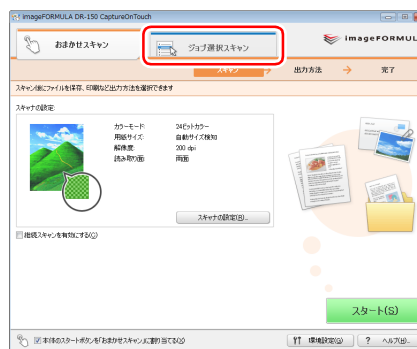 imageFORMULA DR-150 CaptureOnTouch
おまかせスキャン
ジョブ選択スキャン
imageFORMUL
スキャン
出力方法
完了
スキャン後にファイルを保存、印刷など出力方法を選択できます
スキャナの設定
カラーモード: 24ビットカラー
用紙サイズ: 自動サイズ検知
解像度: 200 dpi
読み取り面: 両面
スキャナの設定(R)...
継続スキャンを有効にする(C)
スタート(S)
本体のスタートボタンを「おまかせスキャン」に割り当てる(X)
環境設定(G)
ヘルプ(H)...